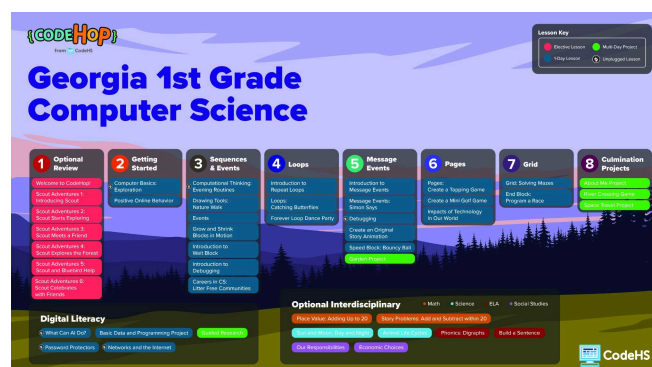 {CODEHOP}
From CodeHS
Georgia 1st Grade
Computer Science
Lesson Key
Elective Lesson
Multi-Day Project
1-Day Lesson
Unplugged Lesson
1 Optional
Review
Welcome to CodeHop!
Scout Adventures 1:
Introducing Scout
Scout Adventures 2:
Scout Starts Exploring
Scout Adventures 3:
Scout Meets a Friend
Scout Adventures 4:
Scout Explores the Forest
Scout Adventures 5:
Scout and Bluebird Help
Scout Adventures 6:
Scout Celebrates
with Friends
2 Getting
Started
Computer Basics:
Exploration
Positive Online Behavior
3 Sequences
& Events
Computational Thinking:
Evening Routines
Drawing Tools:
Nature Walk
Events
Grow and Shrink
Blocks in Motion
Introduction to
Wait Block
Introduction to
Debugging
Careers in CS:
Litter Free Communities
4 Loops
Introduction to
Repeat Loops
Loops:
Catching Butterflies
Forever Loop Dance Party
5 Message
Events
Introduction to
Message Events
Message Events:
Simon Says
Debugging
Create an Original
Story Animation
Speed Block: Bouncy Ball
Garden Project
6 Pages
Pages:
Create a Tapping Game
Create a Mini Golf Game
Impacts of Technology
in Our World
7 Grid
Grid: Solving Mazes
End Block:
Program a Race
8 Culmination
Projects
About Me Project
River Crossing Game
Space Travel Project
Digital Literacy
What Can AI Do?
Basic Data and Programming Project
Guided Research
Password Protectors
Networks and the Internet
Optional Interdisciplinary
Math
Science
ELA
Social Studies
Place Value: Adding Up to 20
Story Problems: Add and Subtract within 20
Sun and Moon, Day and Night
Animal Life Cycles
Phonics: Digraphs
Build a Sentence
Our Responsibilities
Economic Choices
CodeHS